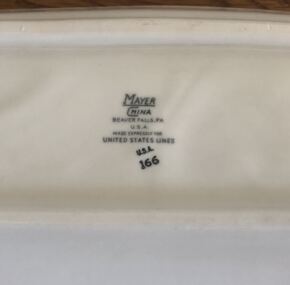 MAYER
CHINA
BEAVER FALLS, PA
U.S.A.
MADE EXPRESSLY FOR
UNITED STATES LINES
U.S.A.
166